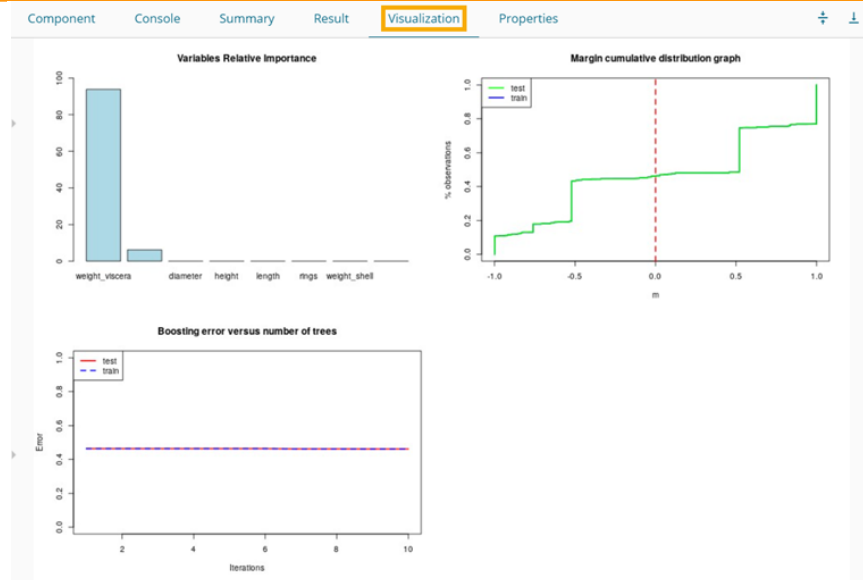 Component Console Summary Result Visualization Properties
Variables Relative Importance
100
80
60
40
20
0
weight_viscera diameter height length rings weight_shell
Margin cumulative distribution graph
test
train
% observations
1.0
0.8
0.6
0.4
0.2
0.0
-1.0 -0.5 0.0 0.5 1.0
m
Boosting error versus number of trees
test
train
Error
1.0
0.8
0.6
0.4
0.2
0.0
2 4 6 8 10
Iterations